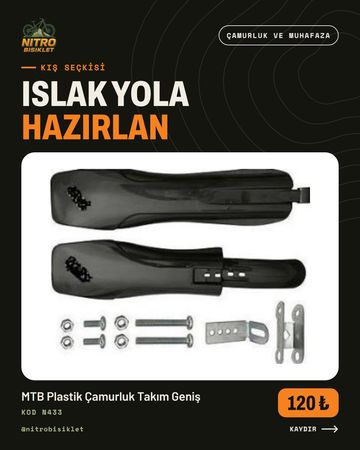 NITRO
BISIKLET
ÇAMURLUK VE MUHAFAZA
KIŞ SEÇKİSİ
ISLAK YOLA
HAZIRLAN
MTB Plastik Çamurluk Takım Geniş
KOD N433
120 ₺
@nitrobisiklet
KAYDIR